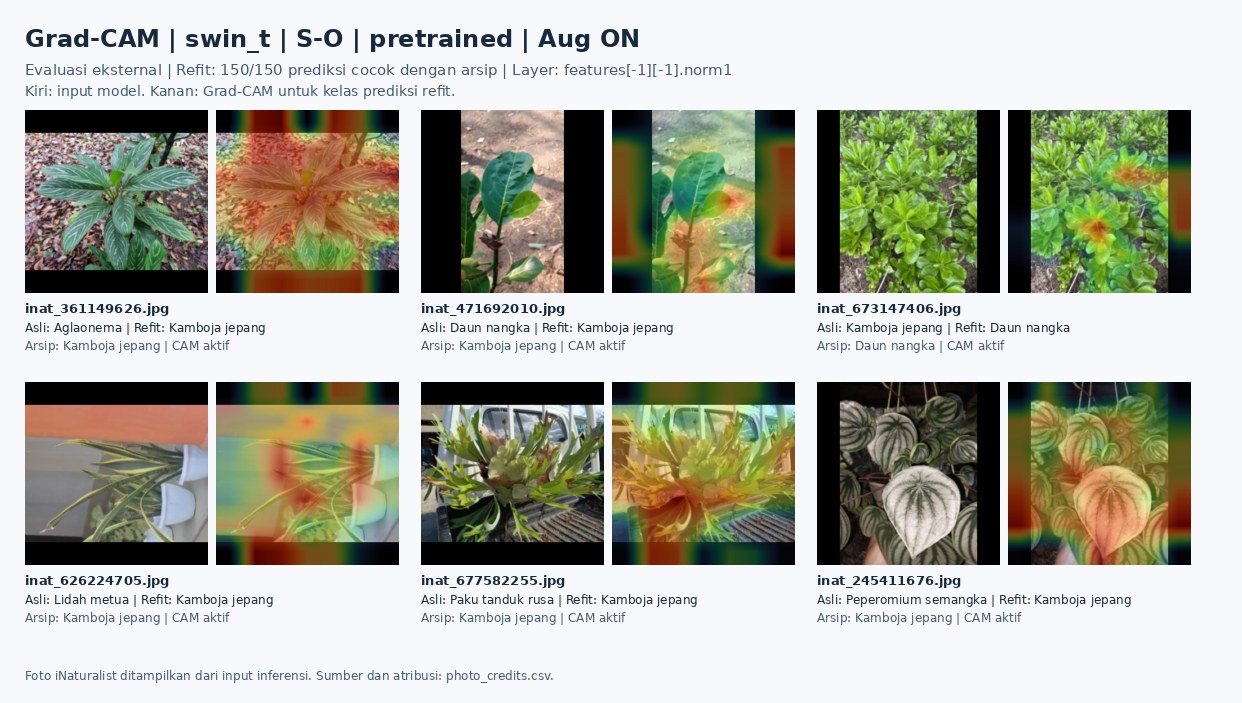 Grad-CAM | swin_t | S-O | pretrained | Aug ON
Evaluasi eksternal | Refit: 150/150 prediksi cocok dengan arsip | Layer: features[-1][-1].norm1
Kiri: input model. Kanan: Grad-CAM untuk kelas prediksi refit.
inat_361149626.jpg
Asli: Aglaonema | Refit: Kamboja jepang
Arsip: Kamboja jepang | CAM aktif
inat_471692010.jpg
Asli: Daun nangka | Refit: Kamboja jepang
Arsip: Kamboja jepang | CAM aktif
inat_673147406.jpg
Asli: Kamboja jepang | Refit: Daun nangka
Arsip: Daun nangka | CAM aktif
inat_626224705.jpg
Asli: Lidah metua | Refit: Kamboja jepang
Arsip: Kamboja jepang | CAM aktif
inat_677582255.jpg
Asli: Paku tanduk rusa | Refit: Kamboja jepang
Arsip: Kamboja jepang | CAM aktif
inat_245411676.jpg
Asli: Peperomium semangka | Refit: Kamboja jepang
Arsip: Kamboja jepang | CAM aktif
Foto iNaturalist ditampilkan dari input inferensi. Sumber dan atribusi: photo_credits.csv.